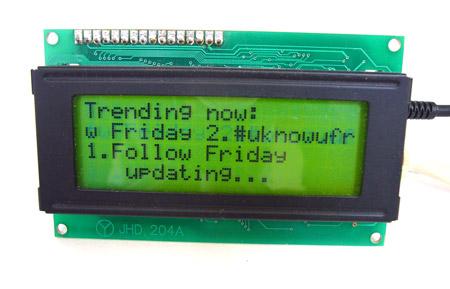 Trending now:
w Friday 2.#uknowufr
1.Follow Friday
updating...
JHD, 204A